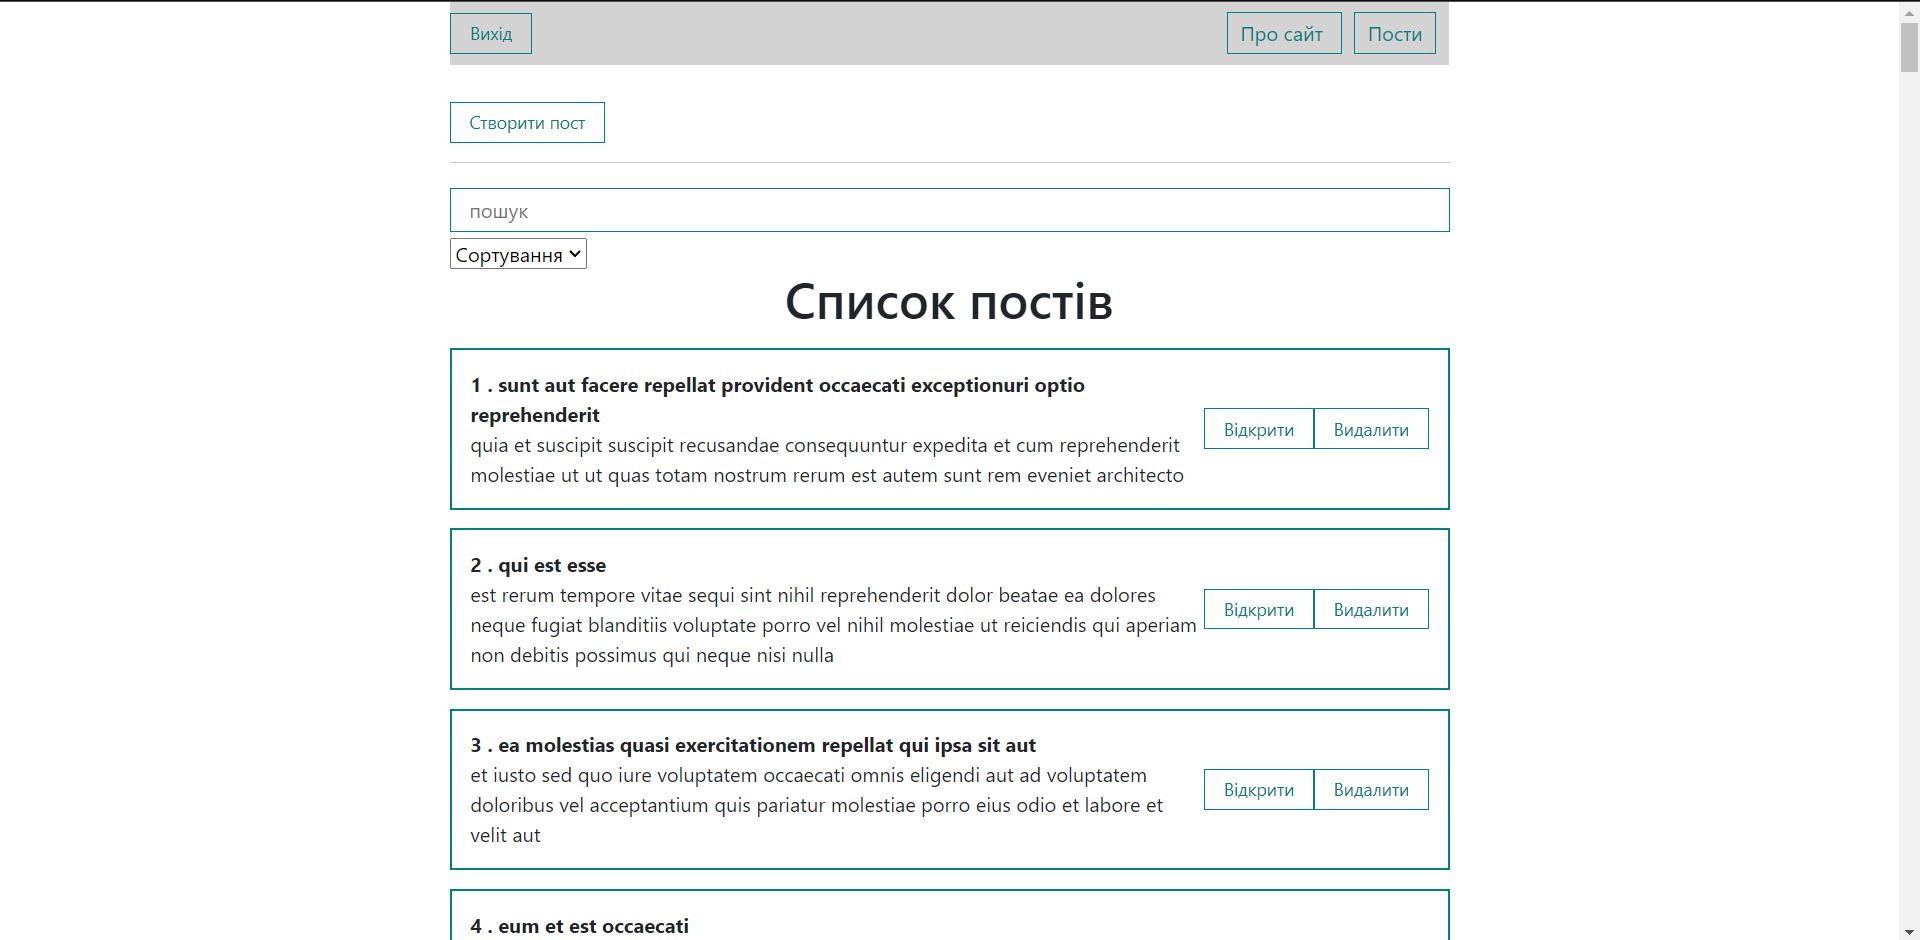 Вихід
Про сайт
Пости
Створити пост
пошук
Сортування
Список постів
1 . sunt aut facere repellat provident occaecati exceptionuri optio
reprehenderit
quia et suscipit suscipit recusandae consequuntur expedita et cum reprehenderit
molestiae ut ut quas totam nostrum rerum est autem sunt rem eveniet architecto
Відкрити
Видалити
2 . qui est esse
est rerum tempore vitae sequi sint nihil reprehenderit dolor beatae ea dolores
neque fugiat blanditiis voluptate porro vel nihil molestiae ut reiciendis qui aperiam
non debitis possimus qui neque nisi nulla
Відкрити
Видалити
3 . ea molestias quasi exercitationem repellat qui ipsa sit aut
et iusto sed quo iure voluptatem occaecati omnis eligendi aut ad voluptatem
doloribus vel acceptantium quis pariatur molestiae porro eius odio et labore et
velit aut
Відкрити
Видалити
4 . eum et est occaecati